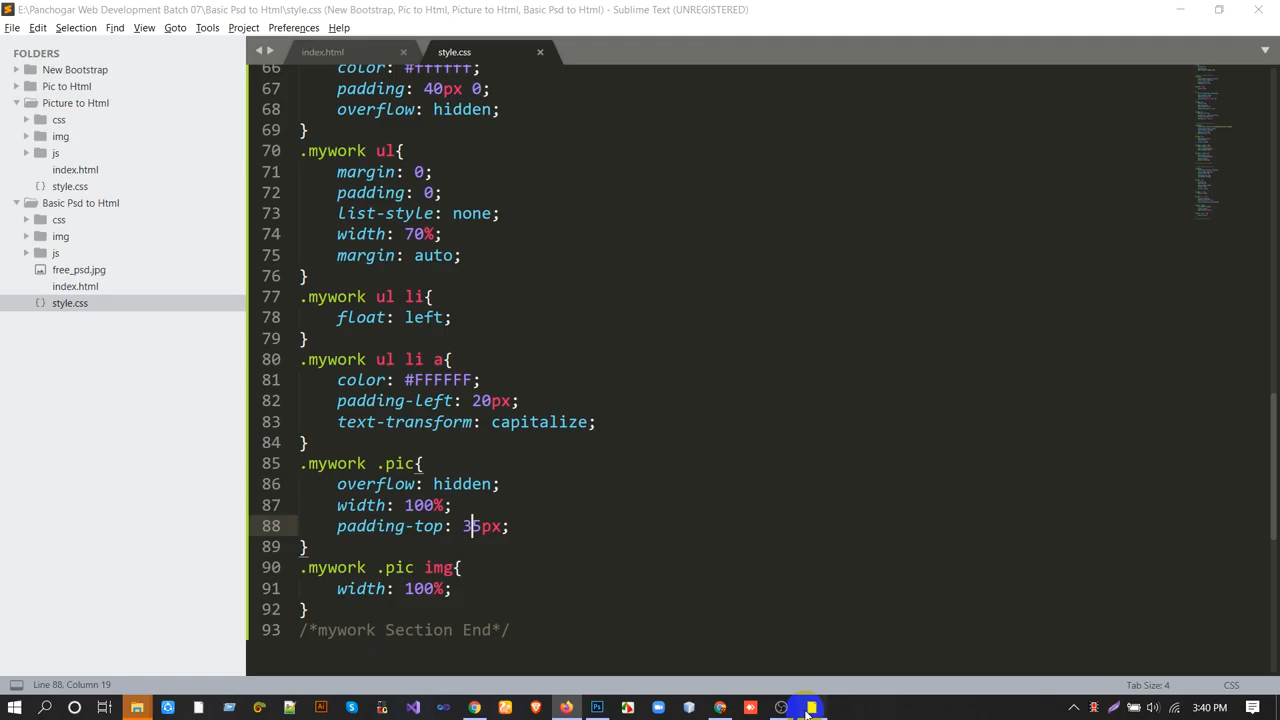 E:\Panchogar Web Development Batch 07\Basic Psd to Html\style.css (New Bootstrap, Pic to Html, Picture to Html, Basic Psd to Html) - Sublime Text (UNREGISTERED)
File Edit Selection Find View Goto Tools Project Preferences Help
FOLDERS
New Bootstrap
Pic to Html
Picture to Html
css
img
js
index.html
style.css
Basic Psd to Html
css
img
js
free_psd.jpg
index.html
style.css
index.html
style.css
66 color: #ffffff;
67 padding: 40px 0;
68 overflow: hidden;
69 }
70 .mywork ul{
71 margin: 0;
72 padding: 0;
73 list-style: none;
74 width: 70%;
75 margin: auto;
76 }
77 .mywork ul li{
78 float: left;
79 }
80 .mywork ul li a{
81 color: #FFFFFF;
82 padding-left: 20px;
83 text-transform: capitalize;
84 }
85 .mywork .pic{
86 overflow: hidden;
87 width: 100%;
88 padding-top: 35px;
89 }
90 .mywork .pic img{
91 width: 100%;
92 }
93 /*mywork Section End*/
Line 88, Column 19
Tab Size: 4
CSS
3:40 PM